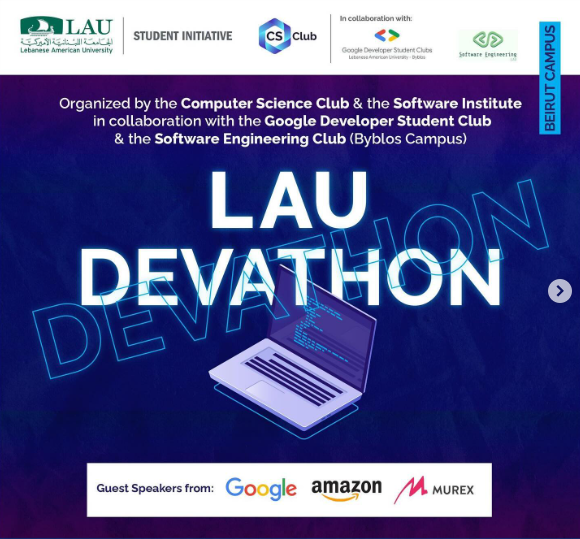 LAU
الجامعة اللبنانية الأميركية
Lebanese American University
STUDENT INITIATIVE
CS Club
In collaboration with:
Google Developer Student Clubs
Lebanese American University - Byblos
Software Engineering
BEIRUT CAMPUS
Organized by the Computer Science Club & the Software Institute
in collaboration with the Google Developer Student Club
& the Software Engineering Club (Byblos Campus)
LAU
DEVATHON
DEVATHON
Guest Speakers from: Google amazon MUREX